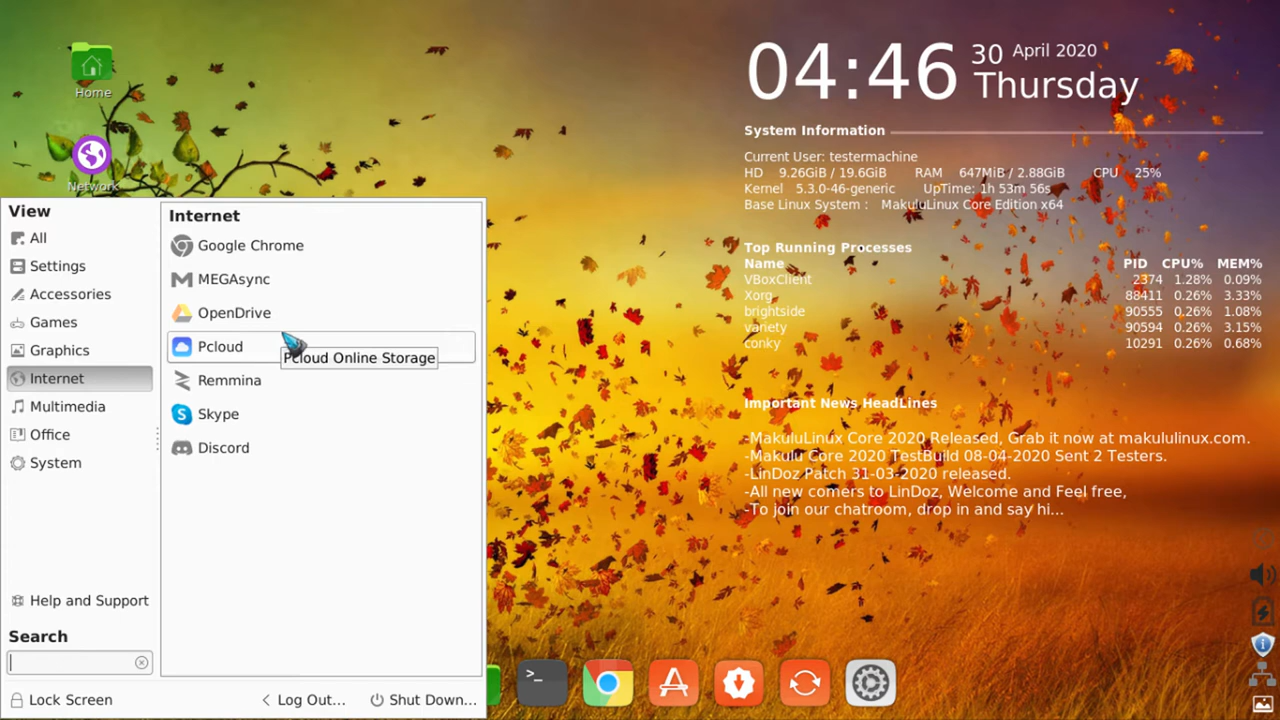 Home
Network
04:46
30 April 2020
Thursday
System Information
Current User: testermachine
HD 9.26GiB / 19.6GiB RAM 647MiB / 2.88GiB CPU 25%
Kernel 5.3.0-46-generic UpTime: 1h 53m 56s
Base Linux System : MakuluLinux Core Edition x64
Top Running Processes
Name PID CPU% MEM%
VBoxClient 2374 1.28% 0.09%
Xorg 88411 0.26% 3.33%
brightside 90555 0.26% 1.08%
variety 90594 0.26% 3.15%
conky 10291 0.26% 0.68%
Important News HeadLines
-MakuluLinux Core 2020 Released, Grab it now at makululinux.com.
-Makulu Core 2020 TestBuild 08-04-2020 Sent 2 Testers.
-LinDoz Patch 31-03-2020 released.
-All new comers to LinDoz, Welcome and Feel free,
-To join our chatroom, drop in and say hi...
View
All
Settings
Accessories
Games
Graphics
Internet
Multimedia
Office
System
Help and Support
Search
Lock Screen
Log Out...
Shut Down...
Internet
Google Chrome
MEGAsync
OpenDrive
Pcloud
Pcloud Online Storage
Remmina
Skype
Discord
>_